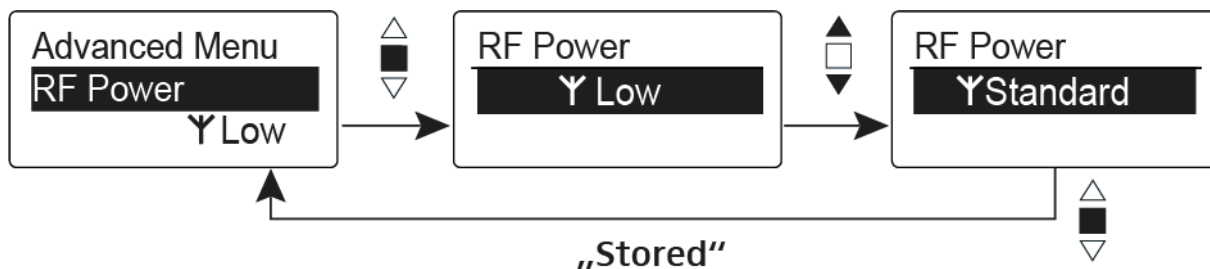 Advanced Menu
RF Power
Low
RF Power
Low
RF Power
Standard
„Stored“